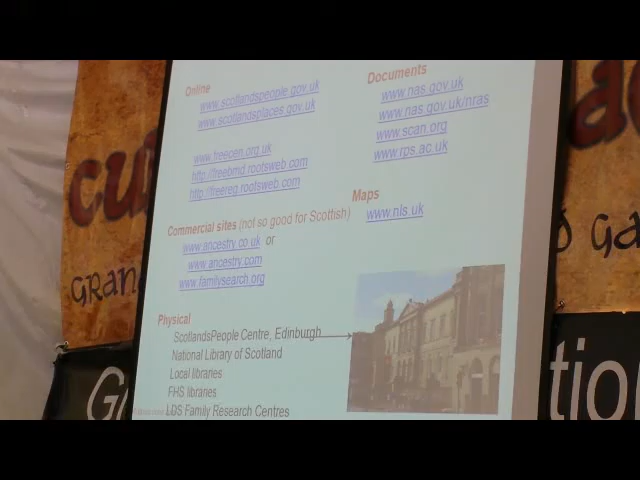 Online
www.scotlandspeople.gov.uk
www.scotlandsplaces.gov.uk
www.freecen.org.uk
http://freebmd.rootsweb.com
http://freereg.rootsweb.com
Commercial sites (not so good for Scottish)
www.ancestry.co.uk or
www.ancestry.com
www.familysearch.org
Physical
ScotlandsPeople Centre, Edinburgh
National Library of Scotland
Local libraries
FHS libraries
LDS Family Research Centres
Documents
www.nas.gov.uk
www.nas.gov.uk/nras
www.scan.org
www.rps.ac.uk
Maps
www.nls.uk